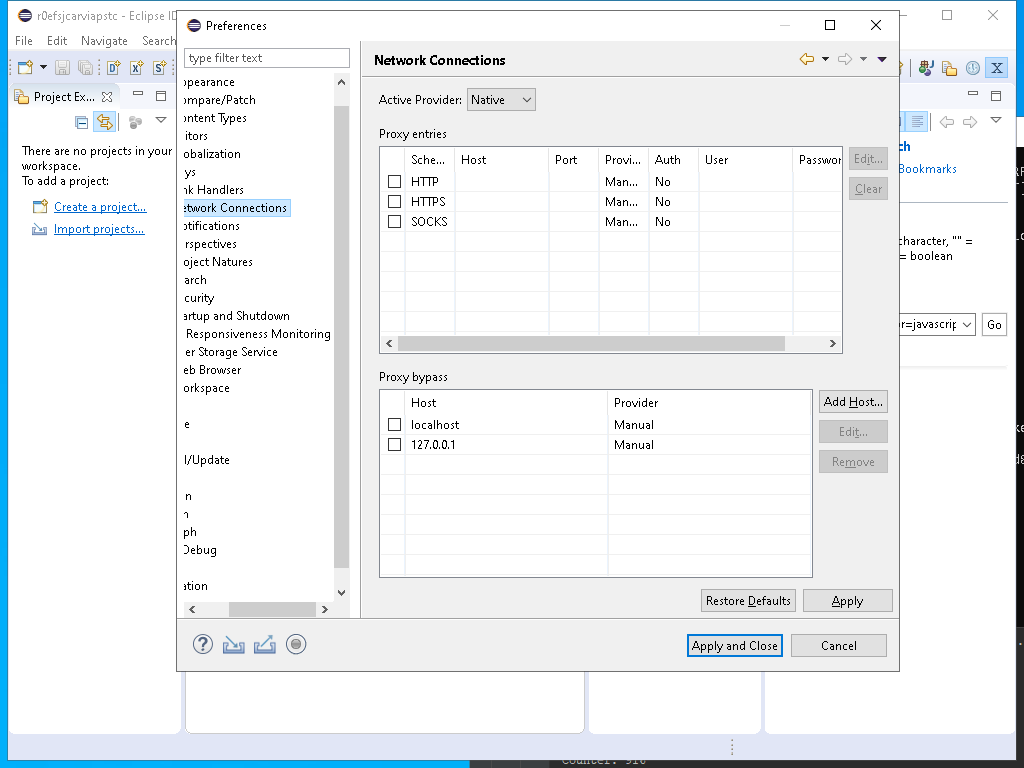 r0efsjcarviapstc - Eclipse ID
File Edit Navigate Search
Project Ex...
There are no projects in your
workspace.
To add a project:
Create a project...
Import projects...
Preferences
type filter text
ppearance
ompare/Patch
ontent Types
itors
obalization
ys
nk Handlers
etwork Connections
otifications
rspectives
oject Natures
arch
curity
artup and Shutdown
Responsiveness Monitoring
er Storage Service
eb Browser
orkspace
e
l/Update
n
n
ph
Debug
ation
Network Connections
Active Provider: Native
Proxy entries
Sche... Host Port Provi... Auth User Passwor
HTTP Man... No
HTTPS Man... No
SOCKS Man... No
Edit...
Clear
Proxy bypass
Host Provider
localhost Manual
127.0.0.1 Manual
Add Host...
Edit...
Remove
Restore Defaults Apply
Apply and Close Cancel
ch
Bookmarks
character, "" =
= boolean
or=javascrip Go
Counter: 916